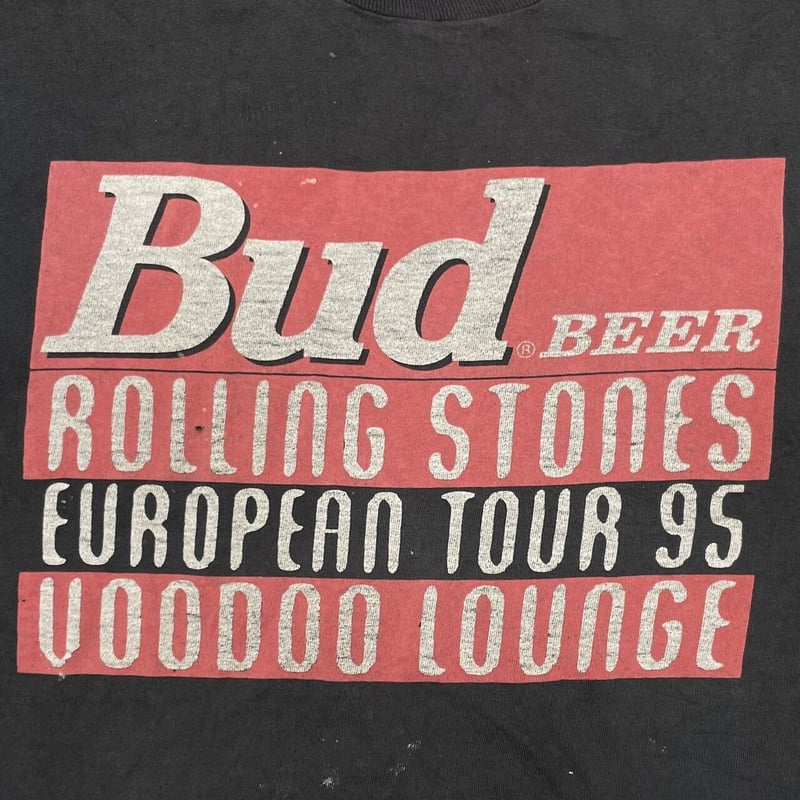 Bud® BEER
ROLLING STONES
EUROPEAN TOUR 95
VOODOO LOUNGE